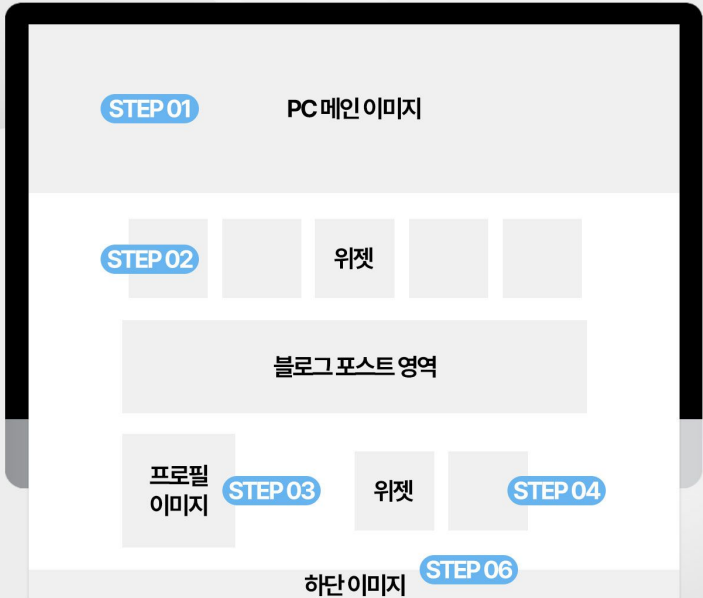 STEP 01 PC 메인 이미지
STEP 02 위젯
블로그 포스트 영역
프로필
이미지
STEP 03 위젯 STEP 04
STEP 06
하단 이미지